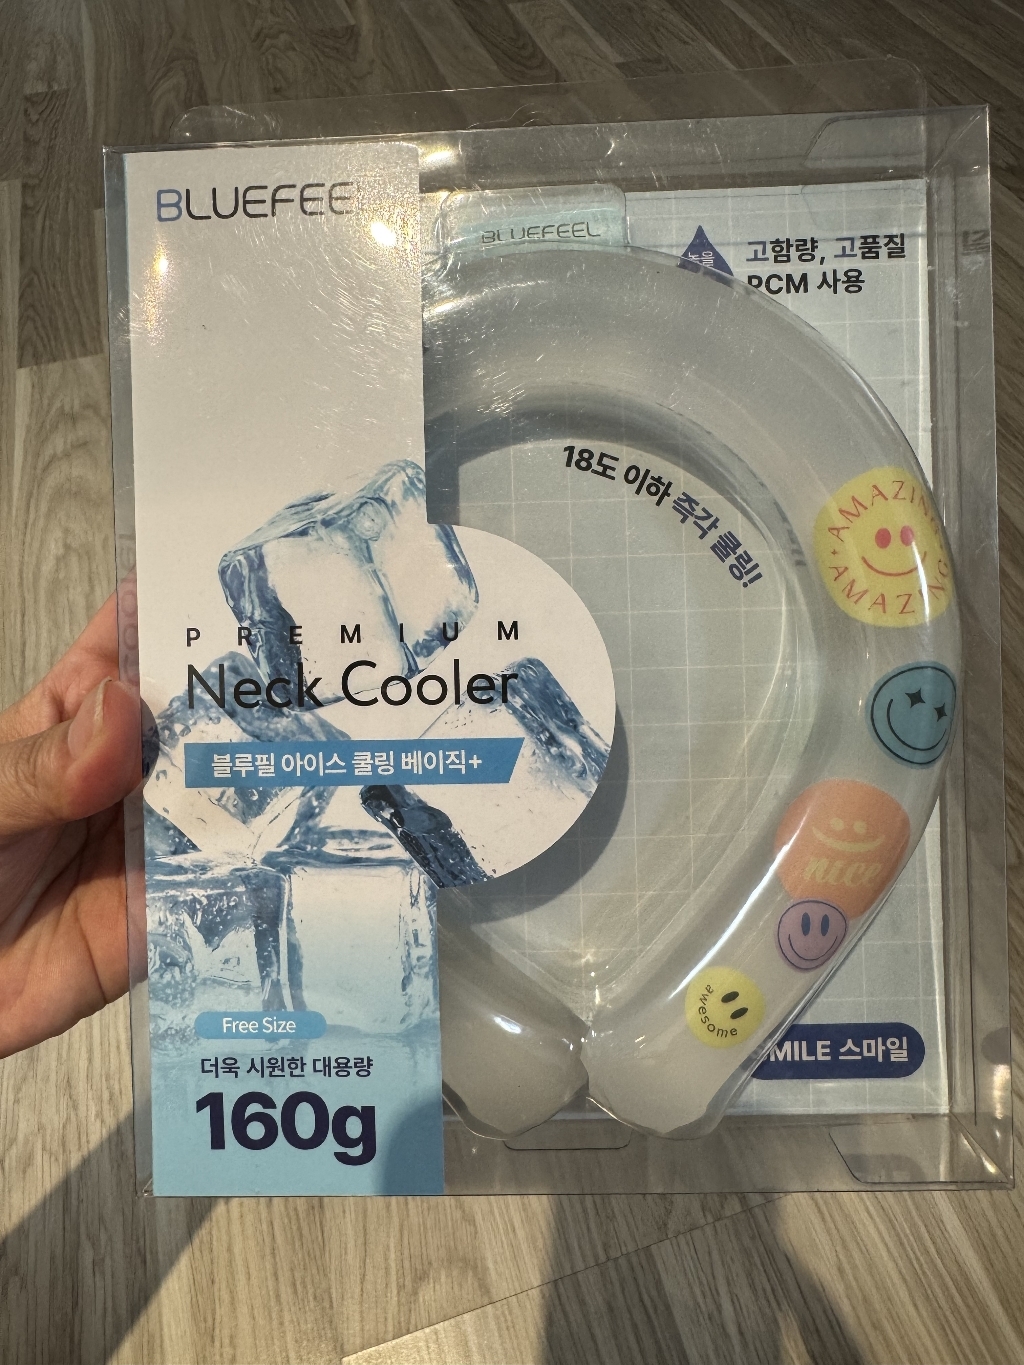 BLUEFEE
BLUEFEEL
고함량, 고품질
PCM 사용
18도 이하 즉각 쿨링!
AMAZING
AMAZING
PREMIUM
Neck Cooler
블루필 아이스 쿨링 베이직+
nice
awesome
Free Size
더욱 시원한 대용량
160g
MILE 스마일